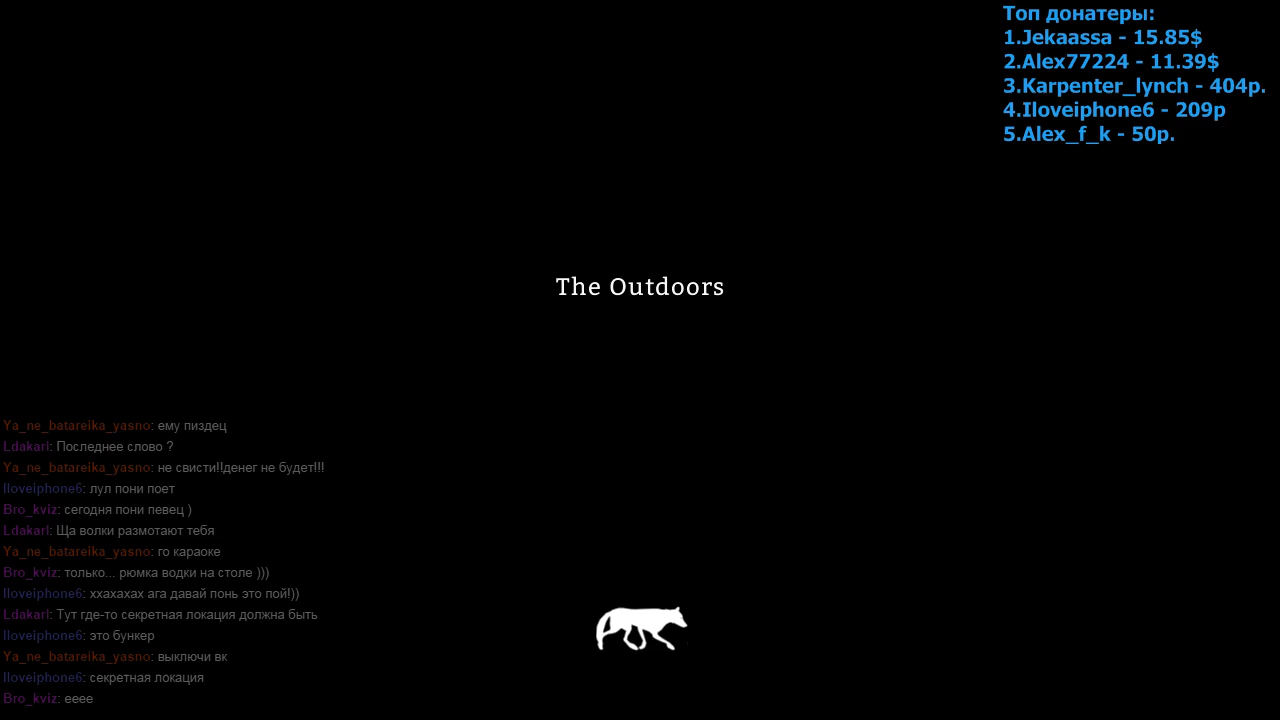 Топ донатеры:
1.Jekaassa - 15.85$
2.Alex77224 - 11.39$
3.Karpenter_lynch - 404р.
4.Iloveiphone6 - 209р
5.Alex_f_k - 50р.
The Outdoors
Ya_ne_batareika_yasno: ему пиздец
Ldakarl: Последнее слово ?
Ya_ne_batareika_yasno: не свисти!!денег не будет!!!
Iloveiphone6: лул пони поет
Bro_kviz: сегодня пони певец )
Ldakarl: Ща волки размотают тебя
Ya_ne_batareika_yasno: го караоке
Bro_kviz: только... рюмка водки на столе )))
Iloveiphone6: ххахахах ага давай понь это пой!))
Ldakarl: Тут где-то секретная локация должна быть
Iloveiphone6: это бункер
Ya_ne_batareika_yasno: выключи вк
Iloveiphone6: секретная локация
Bro_kviz: ееее